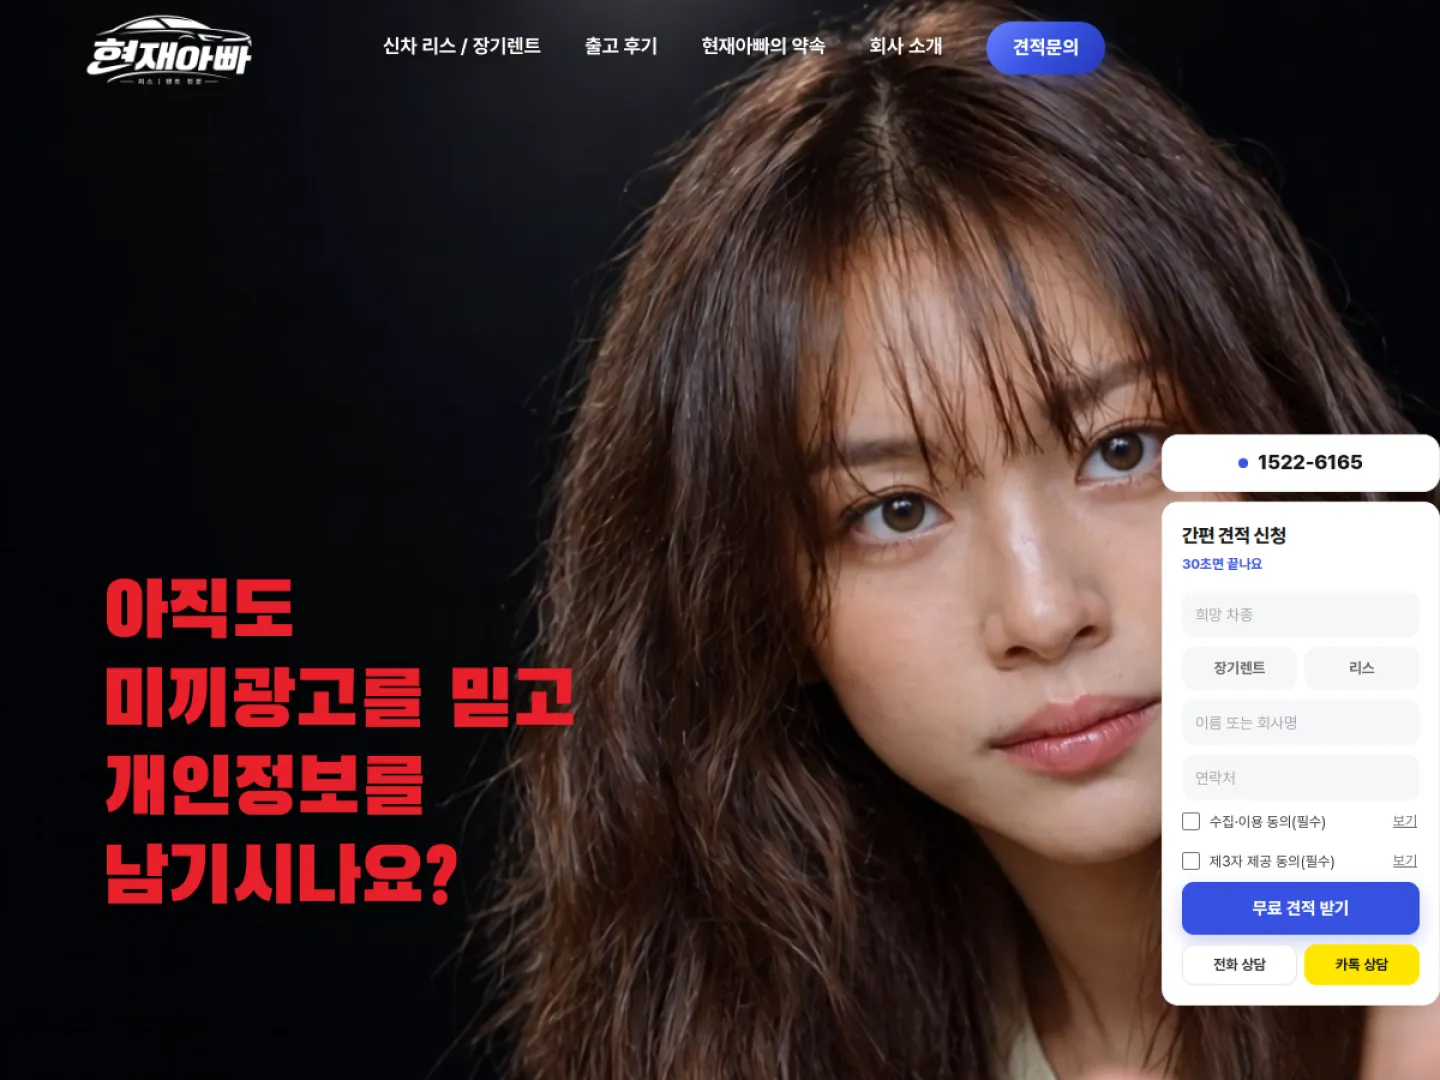 현재아빠
리스 | 렌트 전문
신차 리스 / 장기렌트
출고 후기
현재아빠의 약속
회사 소개
견적문의
아직도
미끼광고를 믿고
개인정보를
남기시나요?
1522-6165
간편 견적 신청
30초면 끝나요
희망 차종
장기렌트
리스
이름 또는 회사명
연락처
수집·이용 동의(필수)
보기
제3자 제공 동의(필수)
보기
무료 견적 받기
전화 상담
카톡 상담